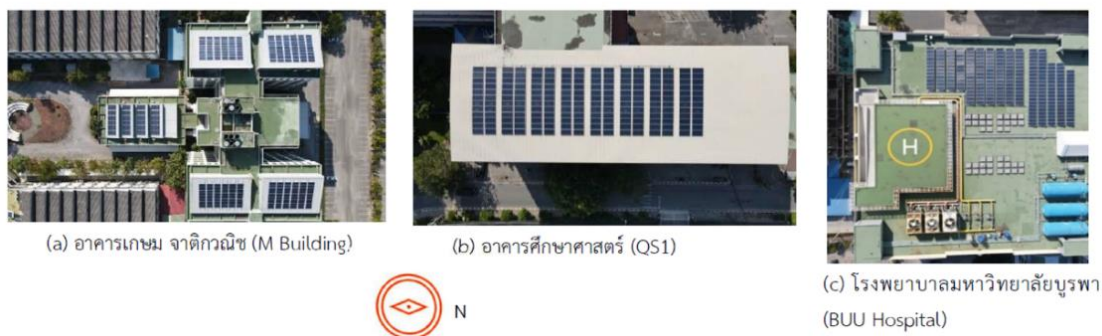 H
(a) อาคารเกษม จาติกวณิช (M Building)
(b) อาคารศึกษาศาสตร์ (QS1)
(c) โรงพยาบาลมหาวิทยาลัยบูรพา
(BUU Hospital)
N